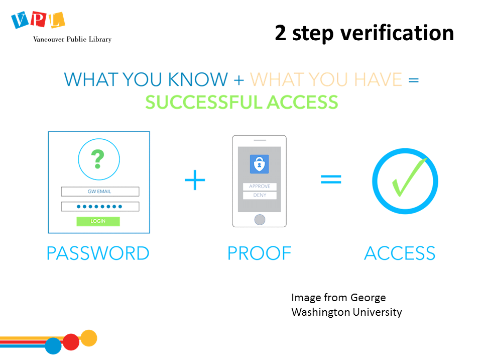 VPL
Vancouver Public Library
2 step verification
WHAT YOU KNOW + WHAT YOU HAVE =
SUCCESSFUL ACCESS
?
GW EMAIL
LOGIN
APPROVE
DENY
+
=
PASSWORD
PROOF
ACCESS
Image from George
Washington University